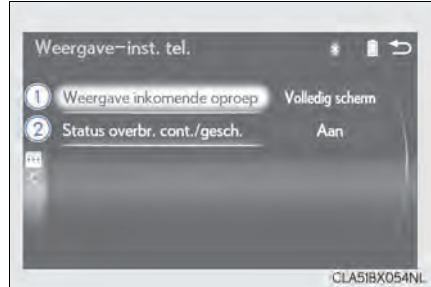 Weergave-inst. tel.
1 Weergave inkomende oproep Volledig scherm
2 Status overbr. cont./gesch. Aan
CLA51BX054NL